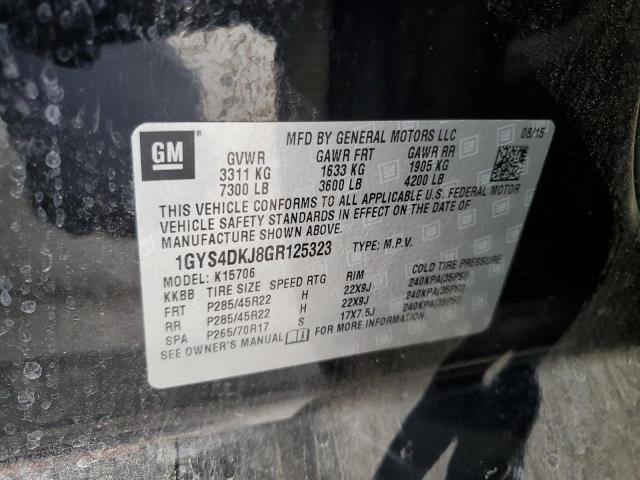 GM
MFD BY GENERAL MOTORS LLC 08/15
GVWR GAWR FRT GAWR RR
3311 KG 1633 KG 1905 KG
7300 LB 3600 LB 4200 LB
THIS VEHICLE CONFORMS TO ALL APPLICABLE U.S. FEDERAL MOTOR
VEHICLE SAFETY STANDARDS IN EFFECT ON THE DATE OF
MANUFACTURE SHOWN ABOVE.
1GYS4DKJ8GR125323 TYPE: M.P.V.
MODEL: K15706
KKBB TIRE SIZE SPEED RTG RIM COLD TIRE PRESSURE
FRT P285/45R22 H 22X9J 240KPA(35PSI)
RR P285/45R22 H 22X9J 240KPA(35PSI)
SPA P265/70R17 S 17X7.5J 240KPA(35PSI)
SEE OWNER'S MANUAL FOR MORE INFORMATION